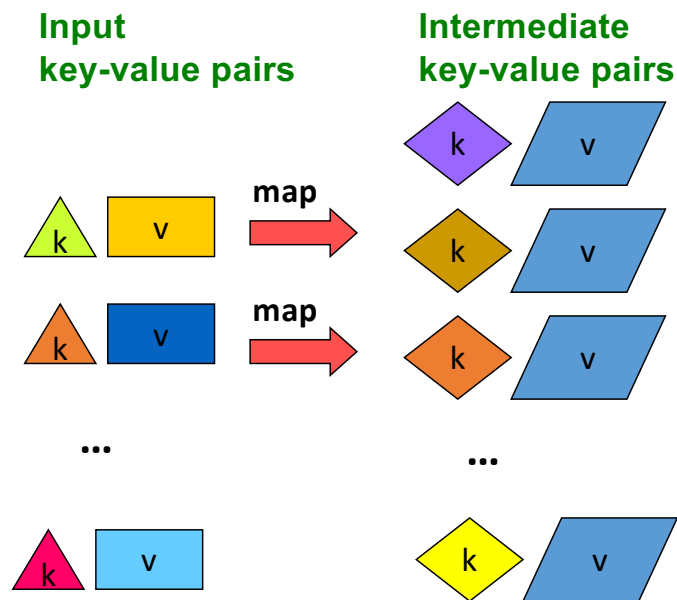 Input
key-value pairs
Intermediate
key-value pairs
k v
k v
map
k v
k v
map
k v
...
...
k v
k v